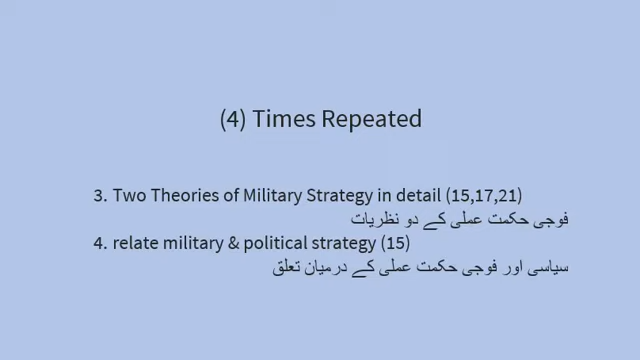 (4) Times Repeated
3. Two Theories of Military Strategy in detail (15,17,21)
فوجی حکمت عملی کے دو نظریات
4. relate military & political strategy (15)
سیاسی اور فوجی حکمت عملی کے درمیان تعلق